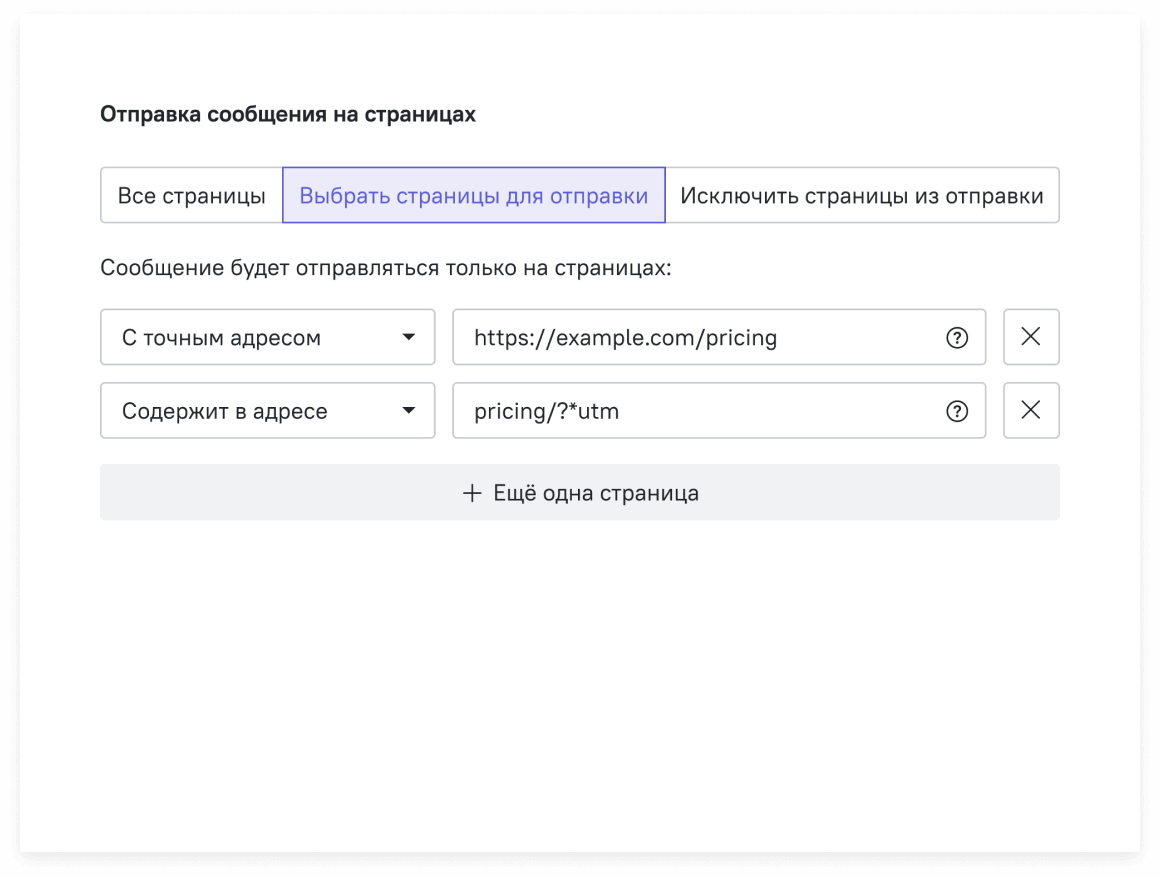 Отправка сообщения на страницах
Все страницы Выбрать страницы для отправки Исключить страницы из отправки
Сообщение будет отправляться только на страницах:
С точным адресом https://example.com/pricing ?
Содержит в адресе pricing/?*utm ?
+ Ещё одна страница